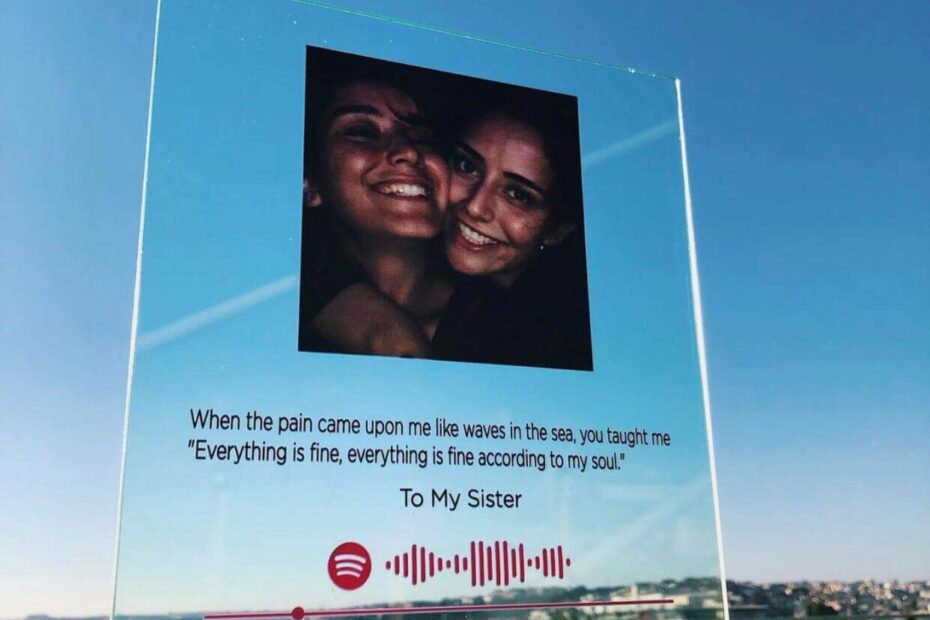 When the pain came upon me like waves in the sea, you taught me
"Everything is fine, everything is fine according to my soul."
To My Sister